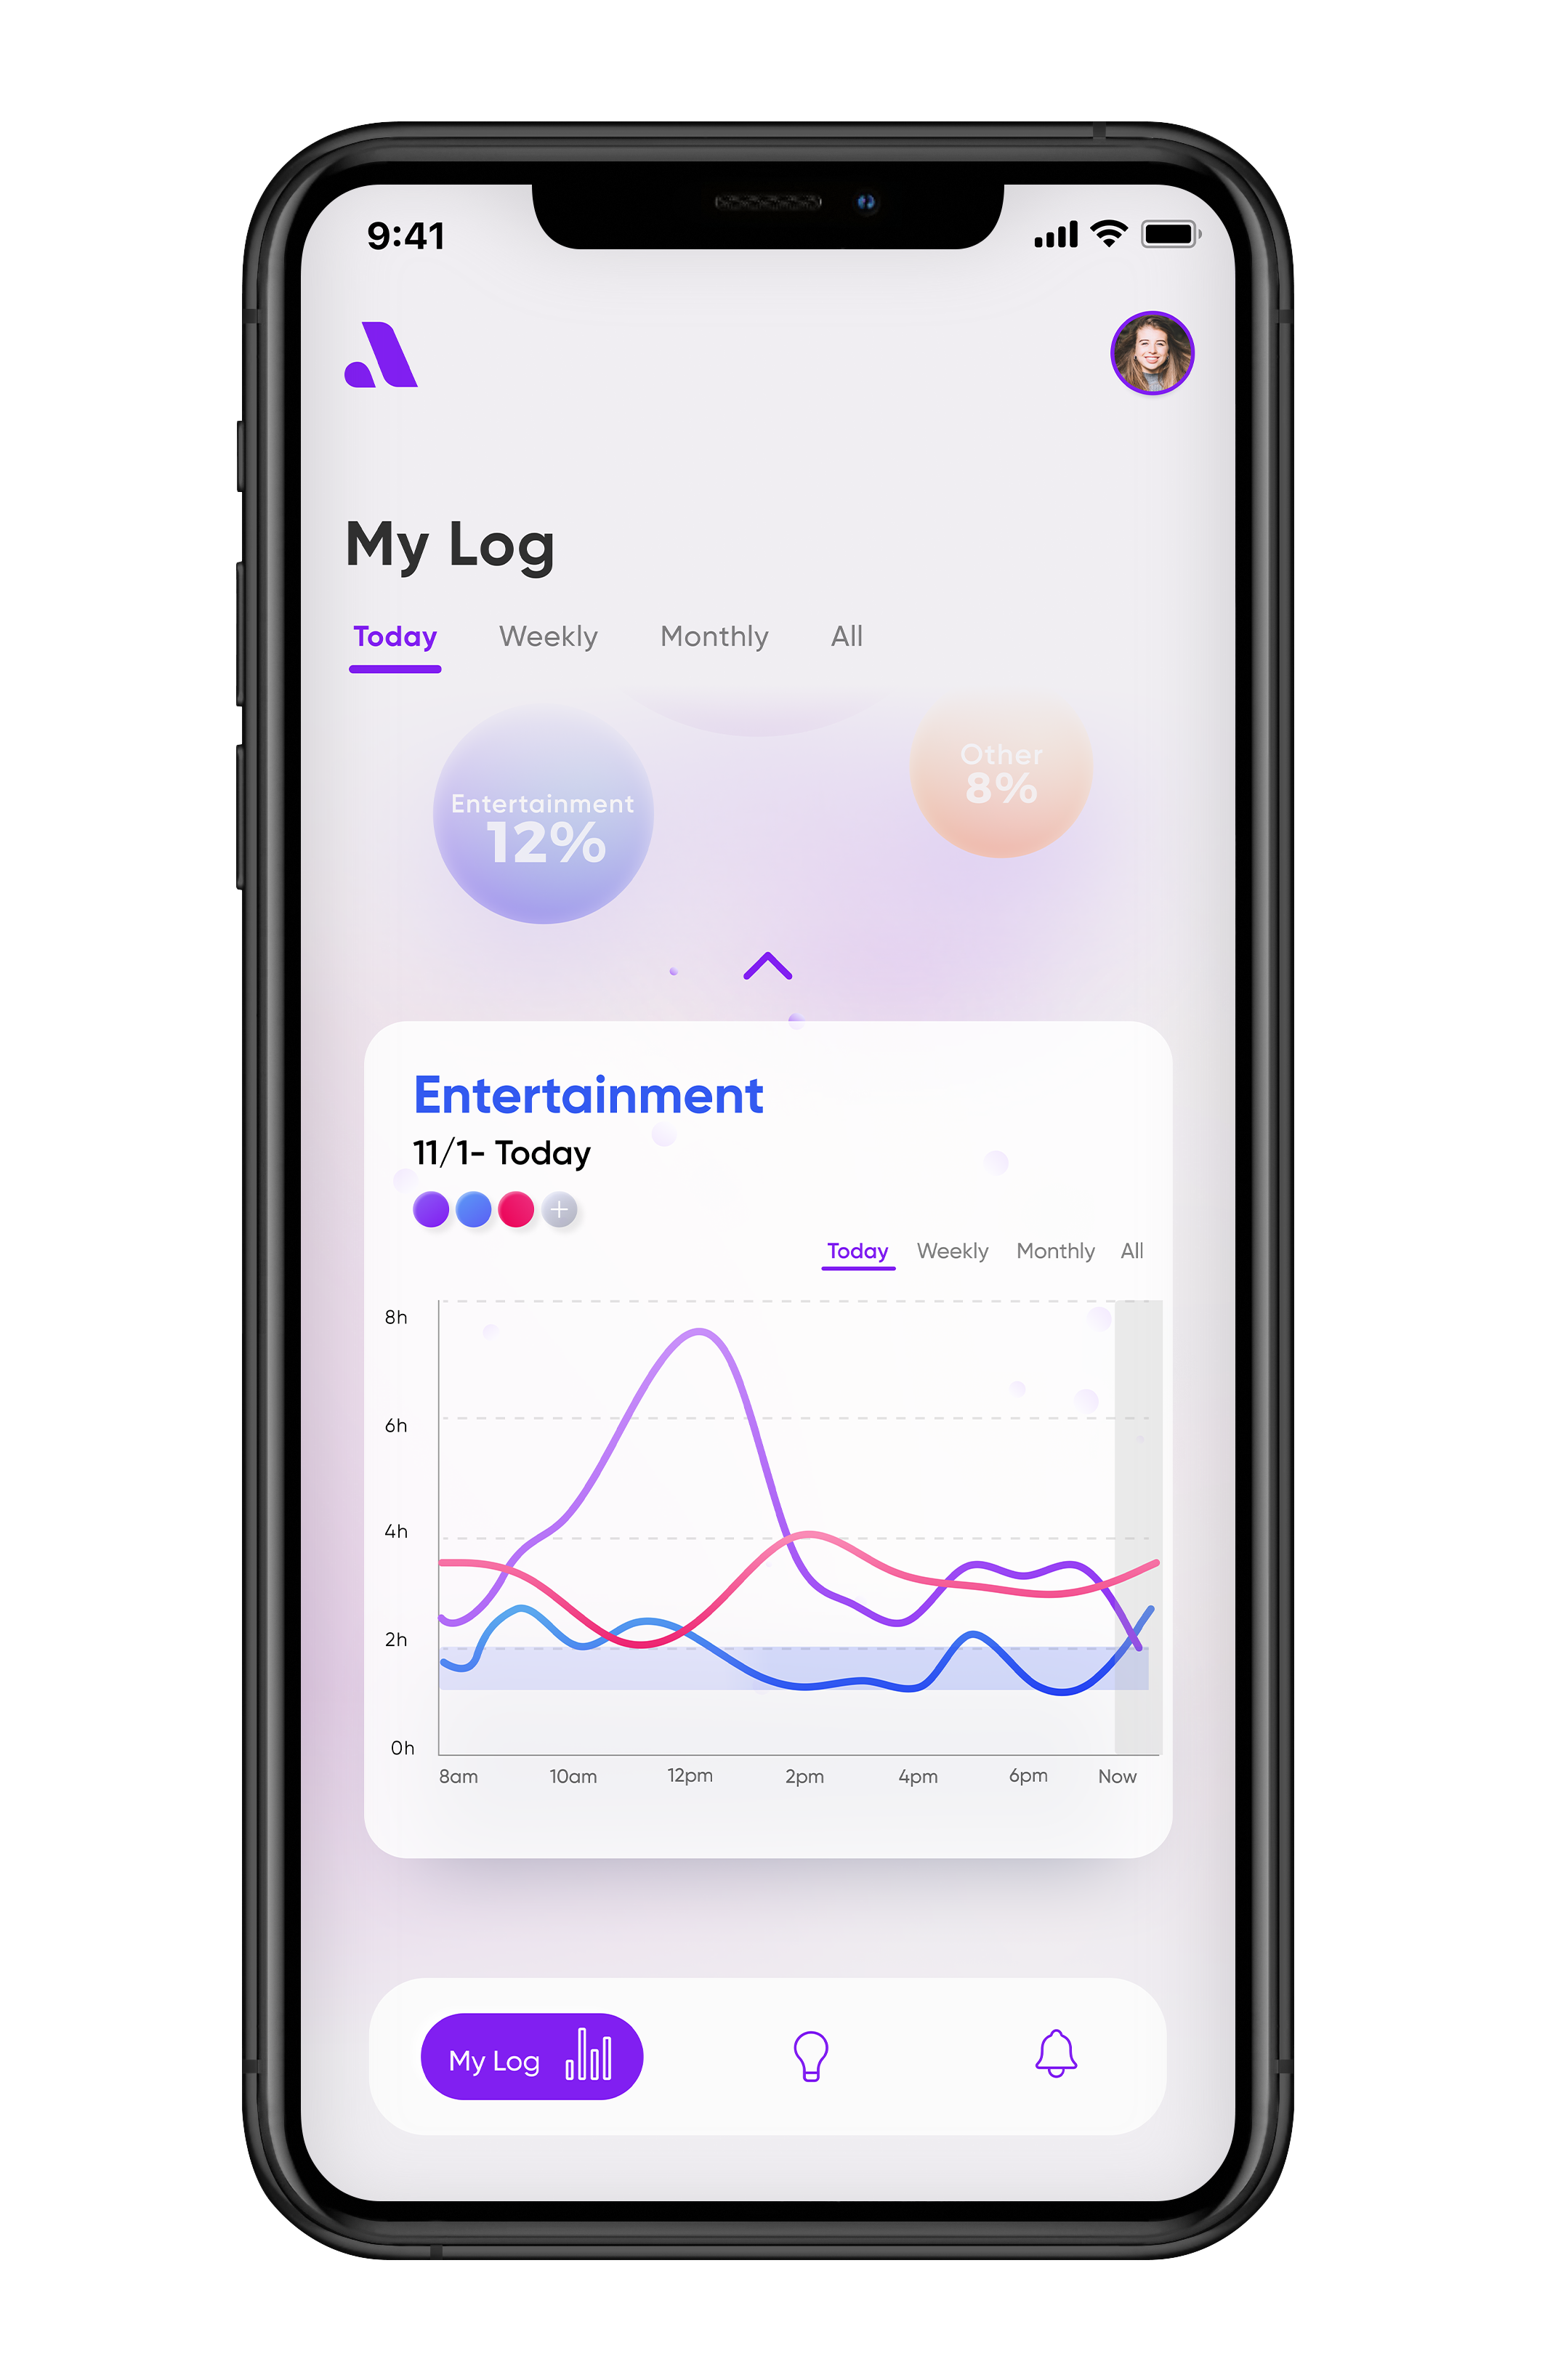 9:41
My Log
Today Weekly Monthly All
Other
8%
Entertainment
12%
Entertainment
11/1- Today
Today Weekly Monthly All
8h
6h
4h
2h
0h
8am 10am 12pm 2pm 4pm 6pm Now
My Log